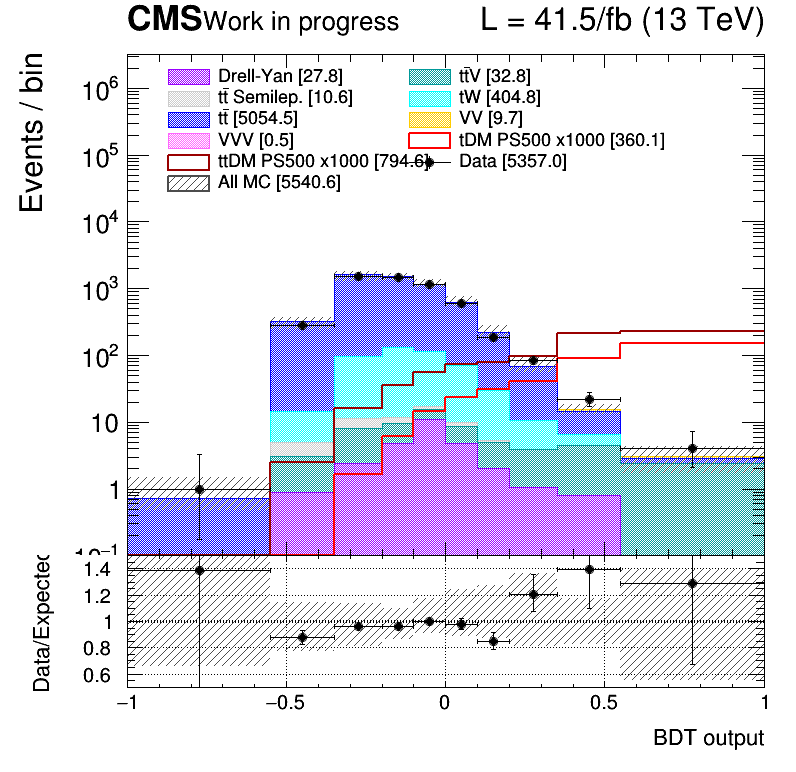 CMS Work in progress L = 41.5/fb (13 TeV)
Events / bin
Drell-Yan [27.8] tt̄V [32.8]
tt̄ Semilep. [10.6] tW [404.8]
tt̄ [5054.5] VV [9.7]
VVV [0.5] tDM PS500 x1000 [360.1]
ttDM PS500 x1000 [794.6] Data [5357.0]
All MC [5540.6]
10⁶
10⁵
10⁴
10³
10²
10
1
10⁻¹
Data/Expected
1.4
1.2
1
0.8
0.6
−1 −0.5 0 0.5 1
BDT output